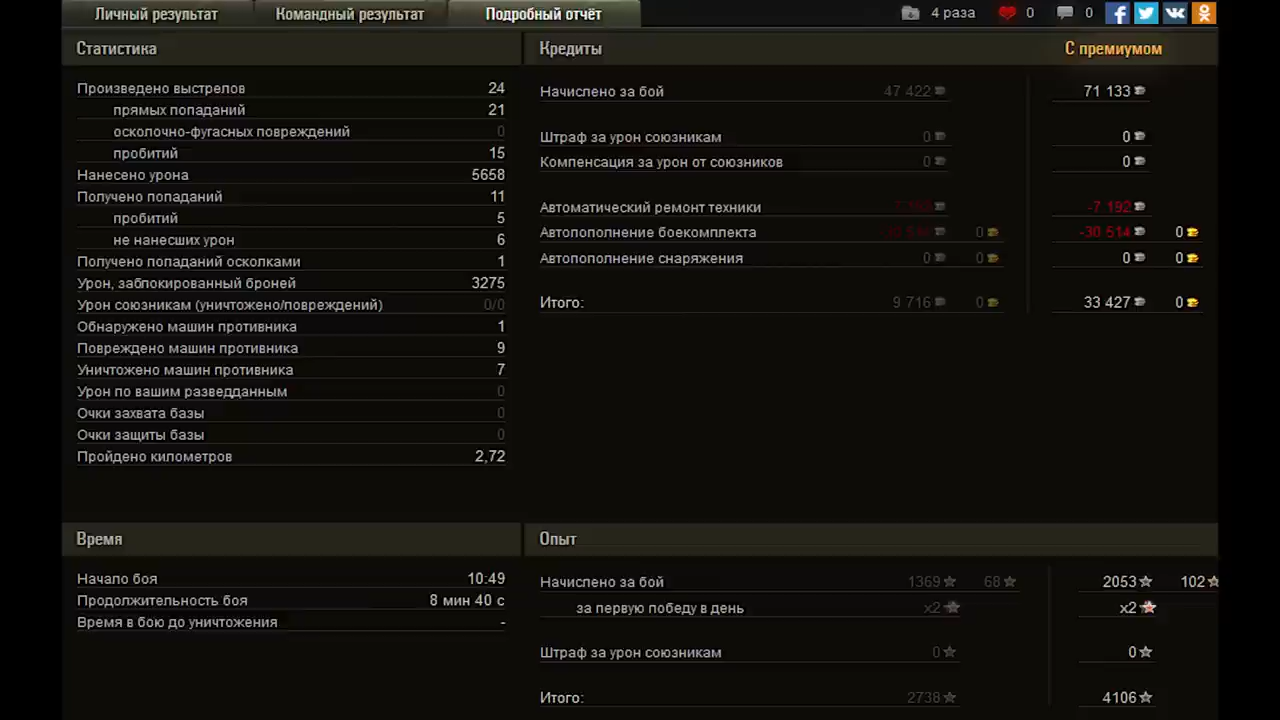 Личный результат Командный результат Подробный отчёт 4 раза 0 0
Статистика
Произведено выстрелов 24
прямых попаданий 21
осколочно-фугасных повреждений 0
пробитий 15
Нанесено урона 5658
Получено попаданий 11
пробитий 5
не нанесших урон 6
Получено попаданий осколками 1
Урон, заблокированный броней 3275
Урон союзникам (уничтожено/повреждений) 0/0
Обнаружено машин противника 1
Повреждено машин противника 9
Уничтожено машин противника 7
Урон по вашим разведданным 0
Очки захвата базы 0
Очки защиты базы 0
Пройдено километров 2,72
Кредиты С премиумом
Начислено за бой 47 422 71 133
Штраф за урон союзникам 0 0
Компенсация за урон от союзников 0 0
Автоматический ремонт техники -7 192 -7 192
Автопополнение боекомплекта -30 514 0 -30 514 0
Автопополнение снаряжения 0 0 0 0
Итого: 9 716 0 33 427 0
Время
Начало боя 10:49
Продолжительность боя 8 мин 40 с
Время в бою до уничтожения -
Опыт
Начислено за бой 1369 68 2053 102
за первую победу в день x2 x2
Штраф за урон союзникам 0 0
Итого: 2738 4106